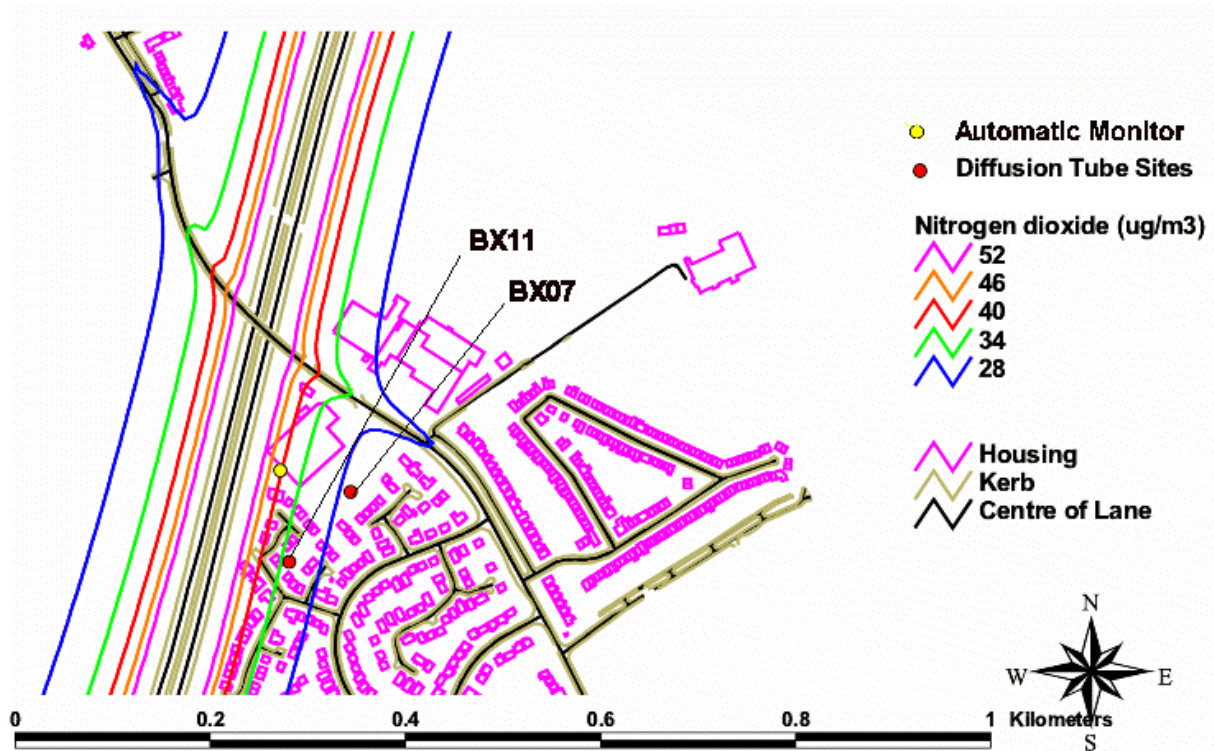 Automatic Monitor
Diffusion Tube Sites
Nitrogen dioxide (ug/m3)
52
46
40
34
28
BX11
BX07
Housing
Kerb
Centre of Lane
N
W
E
S
0
0.2
0.4
0.6
0.8
1
Kilometers